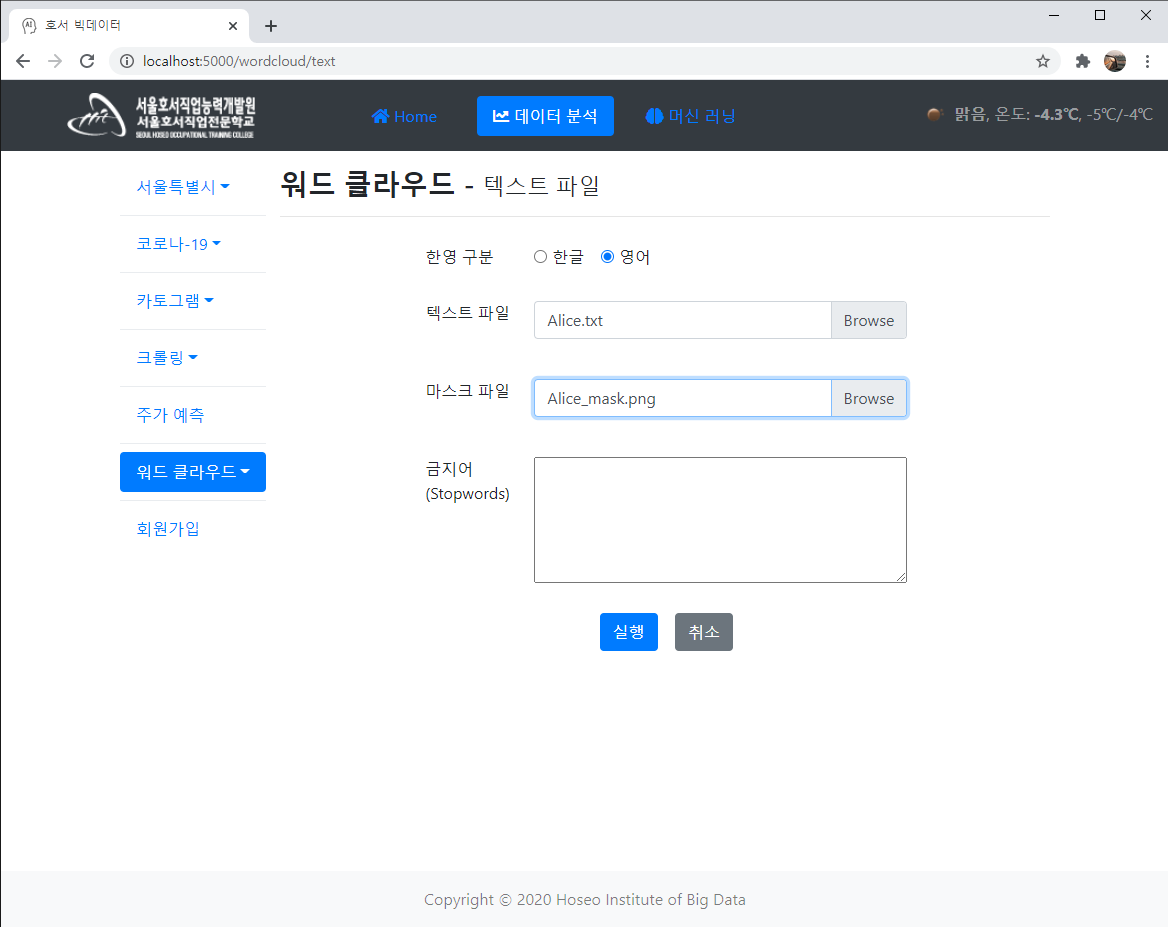 호서 빅데이터
localhost:5000/wordcloud/text
서울호서직업능력개발원
서울호서직업전문학교
SEOUL HOSEO OCCUPATIONAL TRAINING COLLEGE
Home
데이터 분석
머신 러닝
맑음, 온도: -4.3℃, -5℃/-4℃
서울특별시
코로나-19
카토그램
크롤링
주가 예측
워드 클라우드
회원가입
워드 클라우드 - 텍스트 파일
한영 구분 한글 영어
텍스트 파일 Alice.txt Browse
마스크 파일 Alice_mask.png Browse
금지어
(Stopwords)
실행 취소
Copyright © 2020 Hoseo Institute of Big Data